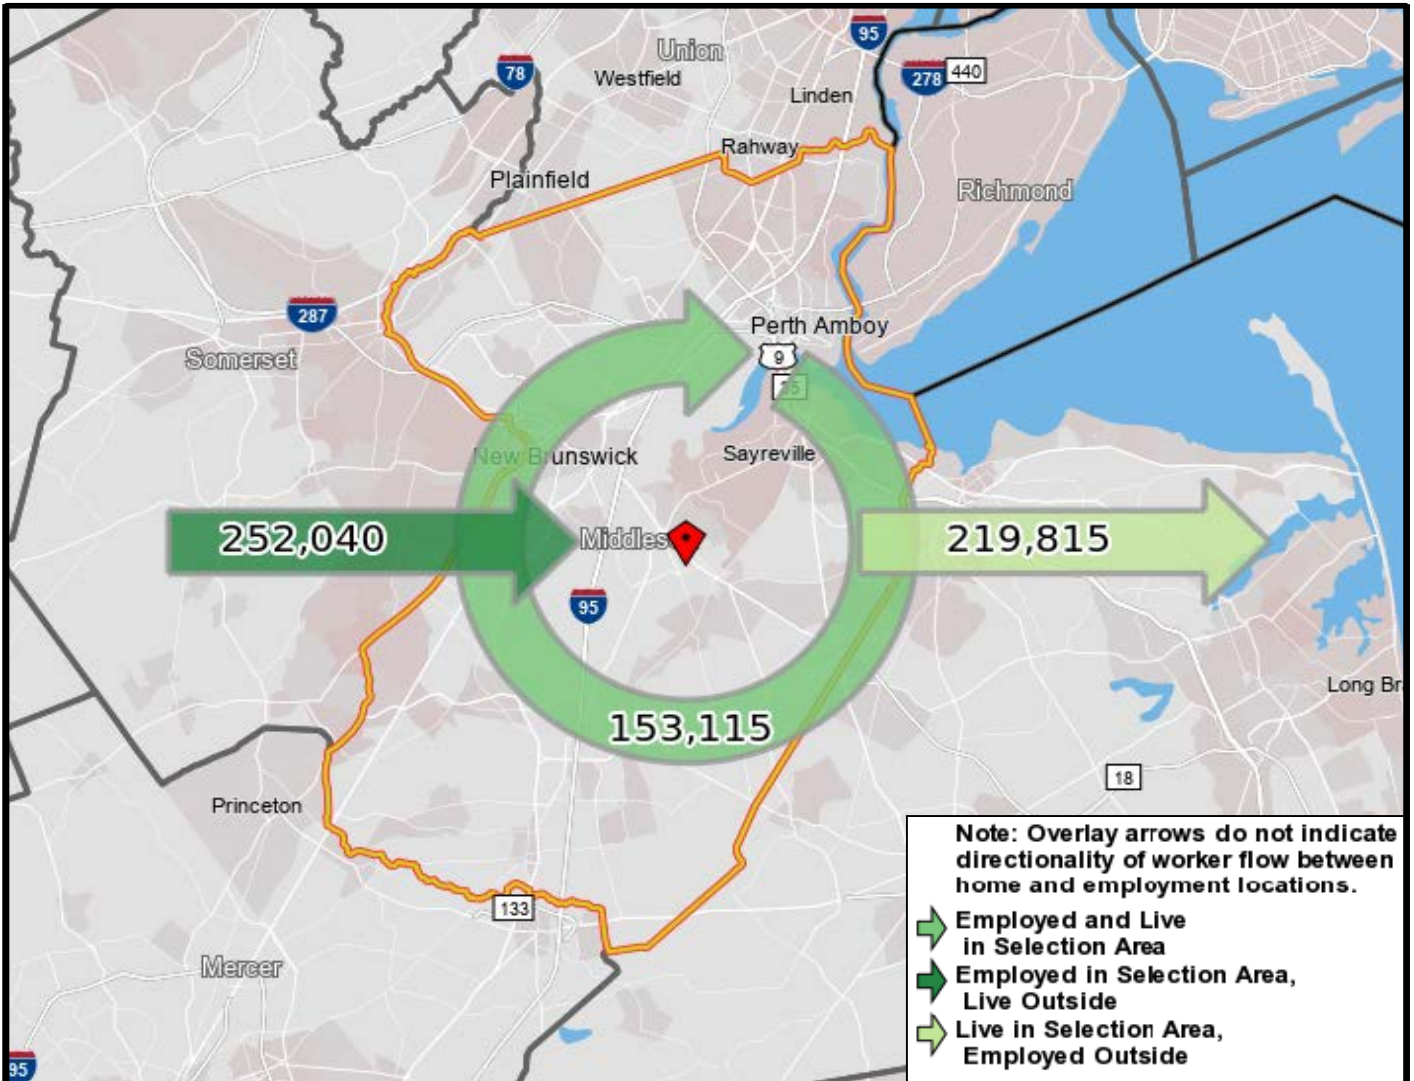 Union
95
78
Westfield
278
440
Linden
Rahway
Plainfield
Richmond
287
Perth Amboy
Somerset
9
35
New Brunswick
Sayreville
252,040
Middles
219,815
95
Long Br
153,115
18
Princeton
133
Mercer
95
Note: Overlay arrows do not indicate
directionality of worker flow between
home and employment locations.
Employed and Live
in Selection Area
Employed in Selection Area,
Live Outside
Live in Selection Area,
Employed Outside